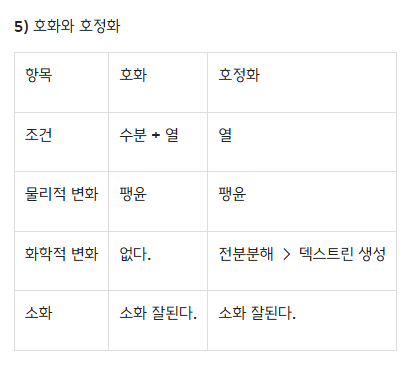 5) 호화와 호정화
항목 호화 호정화
조건 수분 + 열 열
물리적 변화 팽윤 팽윤
화학적 변화 없다. 전분분해 > 덱스트린 생성
소화 소화 잘된다. 소화 잘된다.